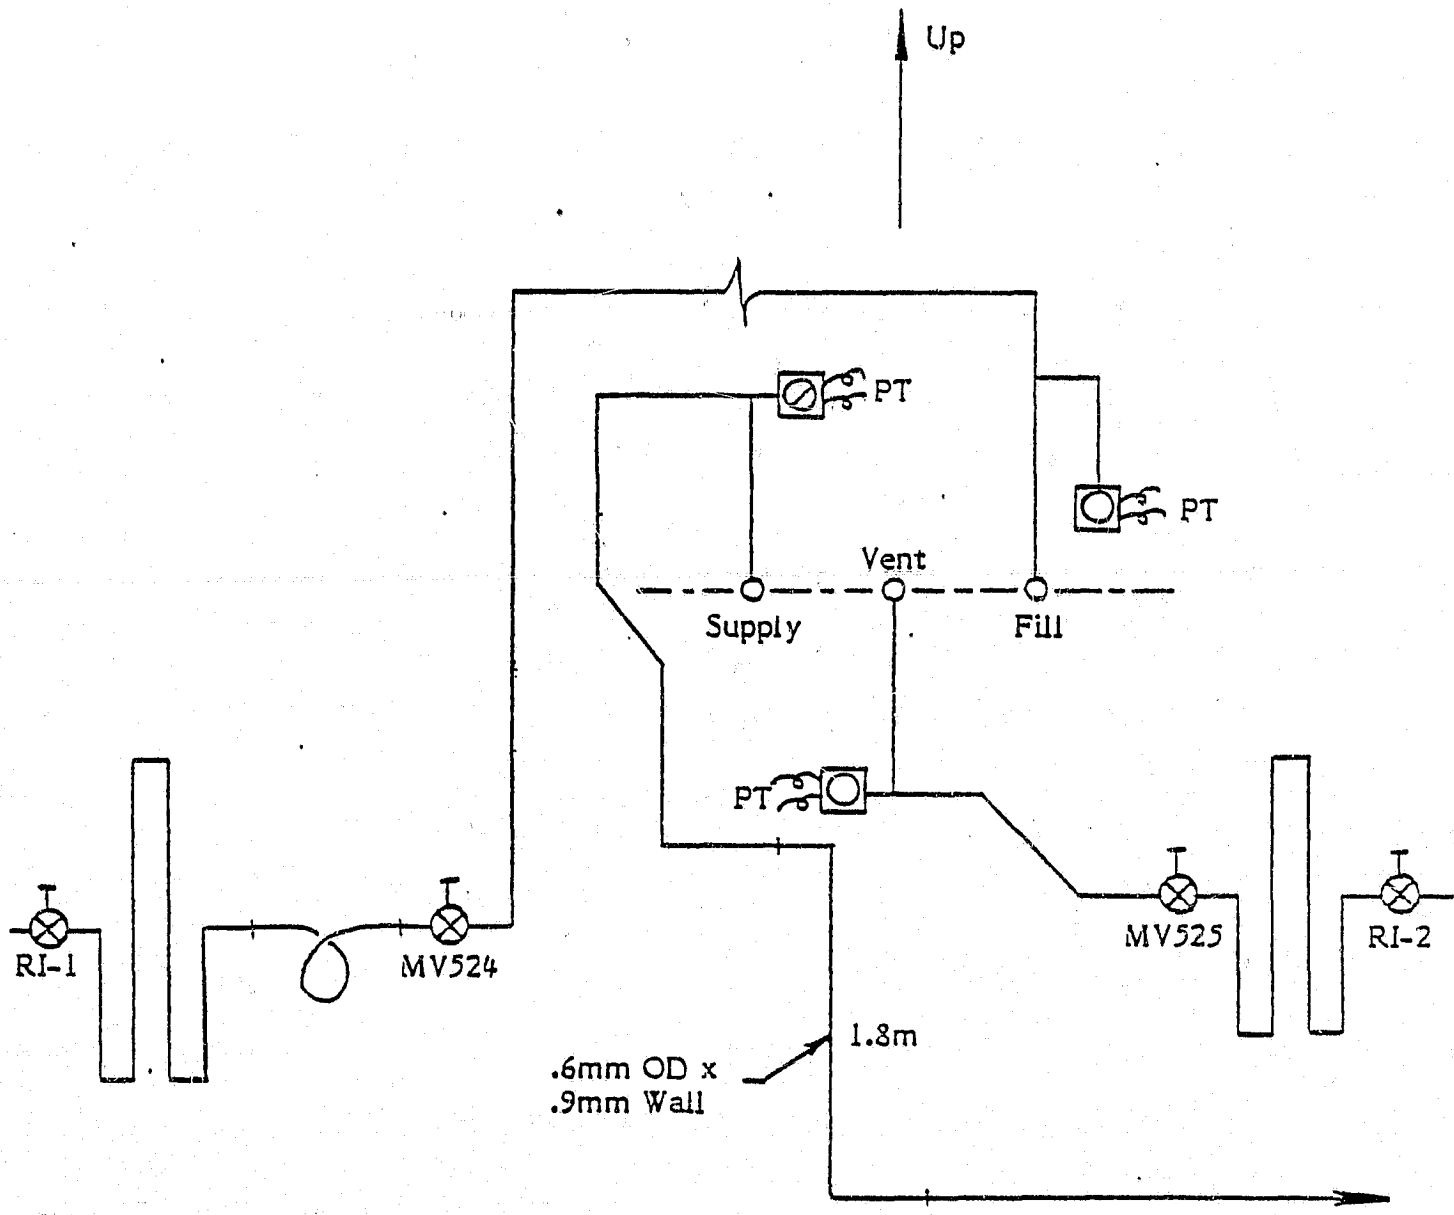 Up
PT
PT
Vent
Supply
Fill
PT
RI-1
MV524
MV525
RI-2
1.8m
.6mm OD x
.9mm Wall